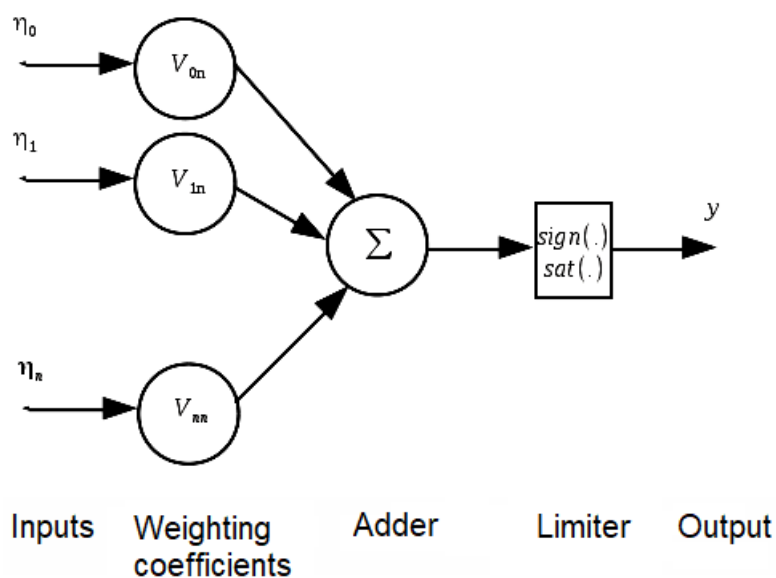 η₀
V₀ₙ
η₁
V₁ₙ
Σ
sign(.)
sat(.)
y
ηₙ
Vₙₙ
Inputs Weighting coefficients Adder Limiter Output